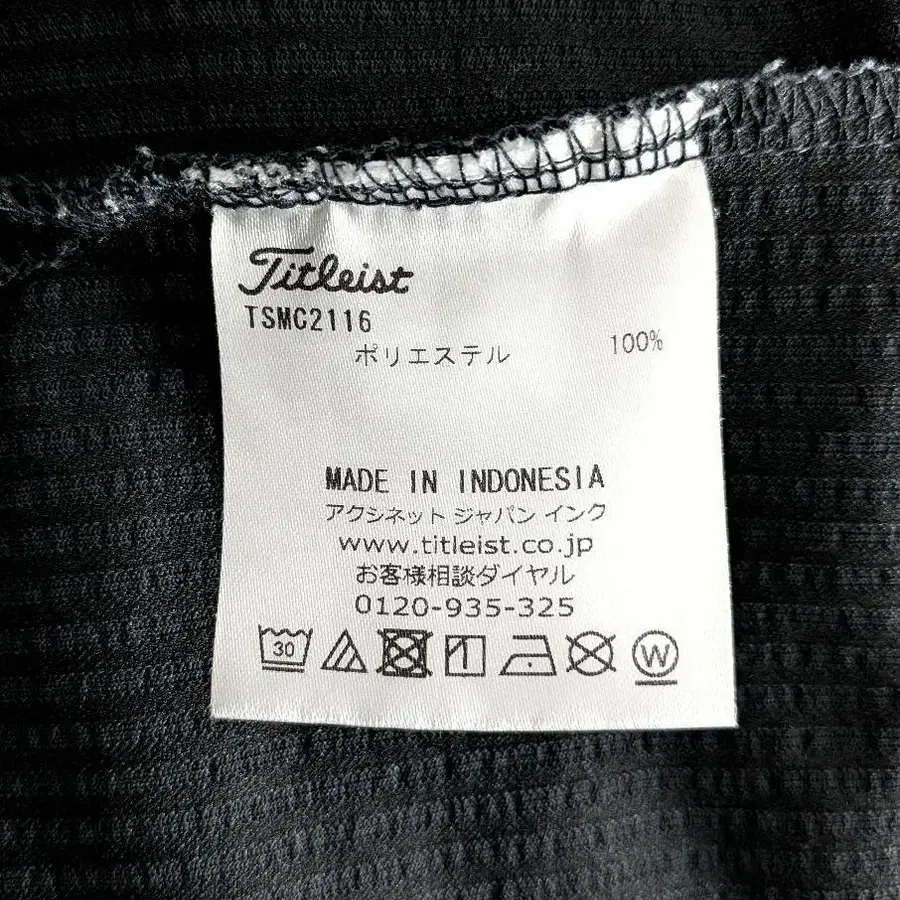 Titleist
TSMC2116
ポリエステル 100%
MADE IN INDONESIA
アクシネット ジャパン インク
www.titleist.co.jp
お客様相談ダイヤル
0120-935-325
30 W